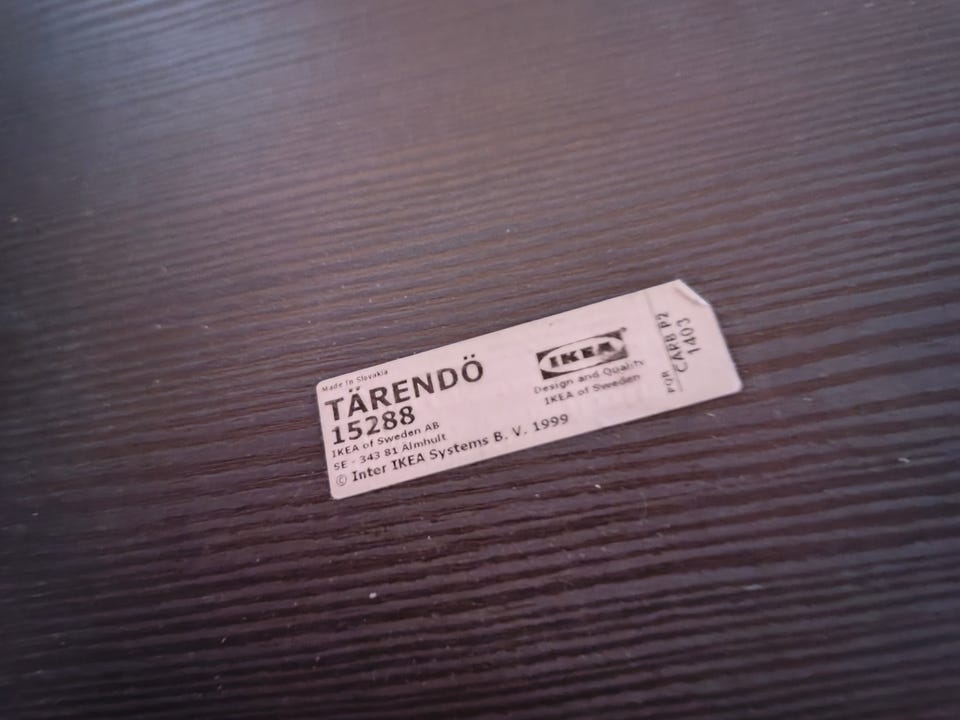 Made in Slovakia
TÄRENDÖ
15288
IKEA of Sweden AB
SE - 343 81 Älmhult
© Inter IKEA Systems B. V. 1999
IKEA®
Design and Quality
IKEA of Sweden
FOR
CARB P2
1403